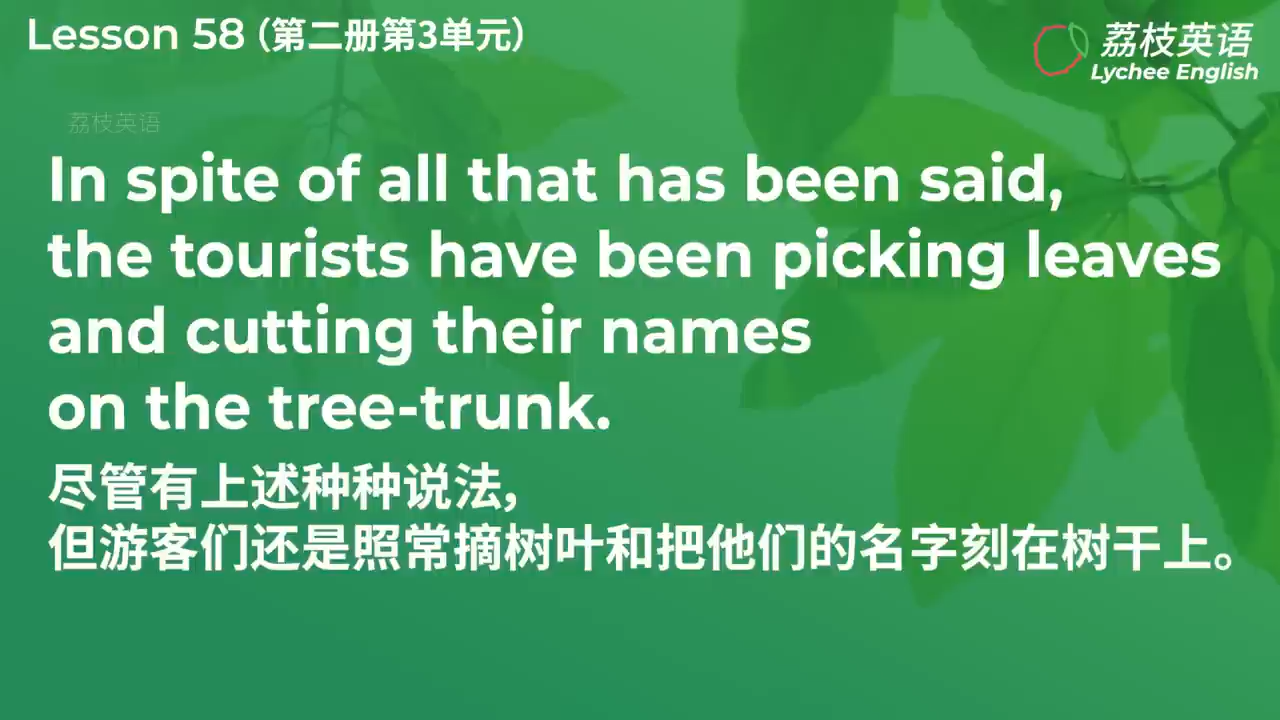 Lesson 58（第二册第3单元）
荔枝英语
Lychee English
荔枝英语
In spite of all that has been said,
the tourists have been picking leaves
and cutting their names
on the tree-trunk.
尽管有上述种种说法,
但游客们还是照常摘树叶和把他们的名字刻在树干上。